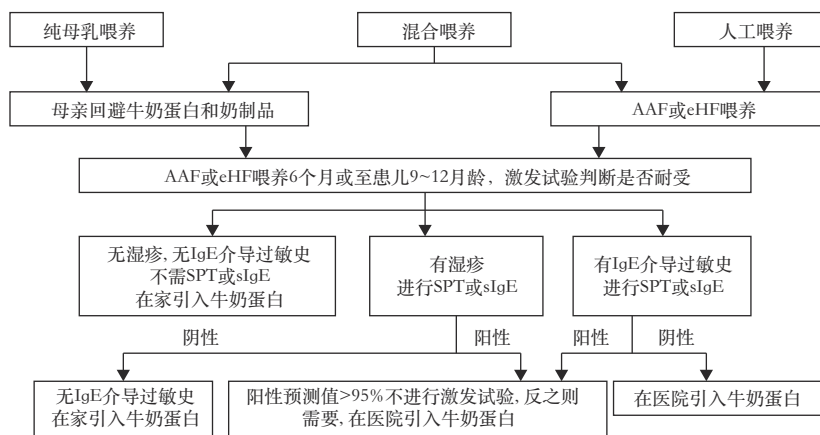 纯母乳喂养
混合喂养
人工喂养
母亲回避牛奶蛋白和奶制品
AAF或eHF喂养
AAF或eHF喂养6个月或至患儿9~12月龄，激发试验判断是否耐受
无湿疹, 无IgE介导过敏史
不需SPT或sIgE
在家引入牛奶蛋白
有湿疹
进行SPT或sIgE
有IgE介导过敏史
进行SPT或sIgE
阴性
阳性
阳性
阴性
无IgE介导过敏史
在家引入牛奶蛋白
阳性预测值>95%不进行激发试验, 反之则
需要, 在医院引入牛奶蛋白
在医院引入牛奶蛋白